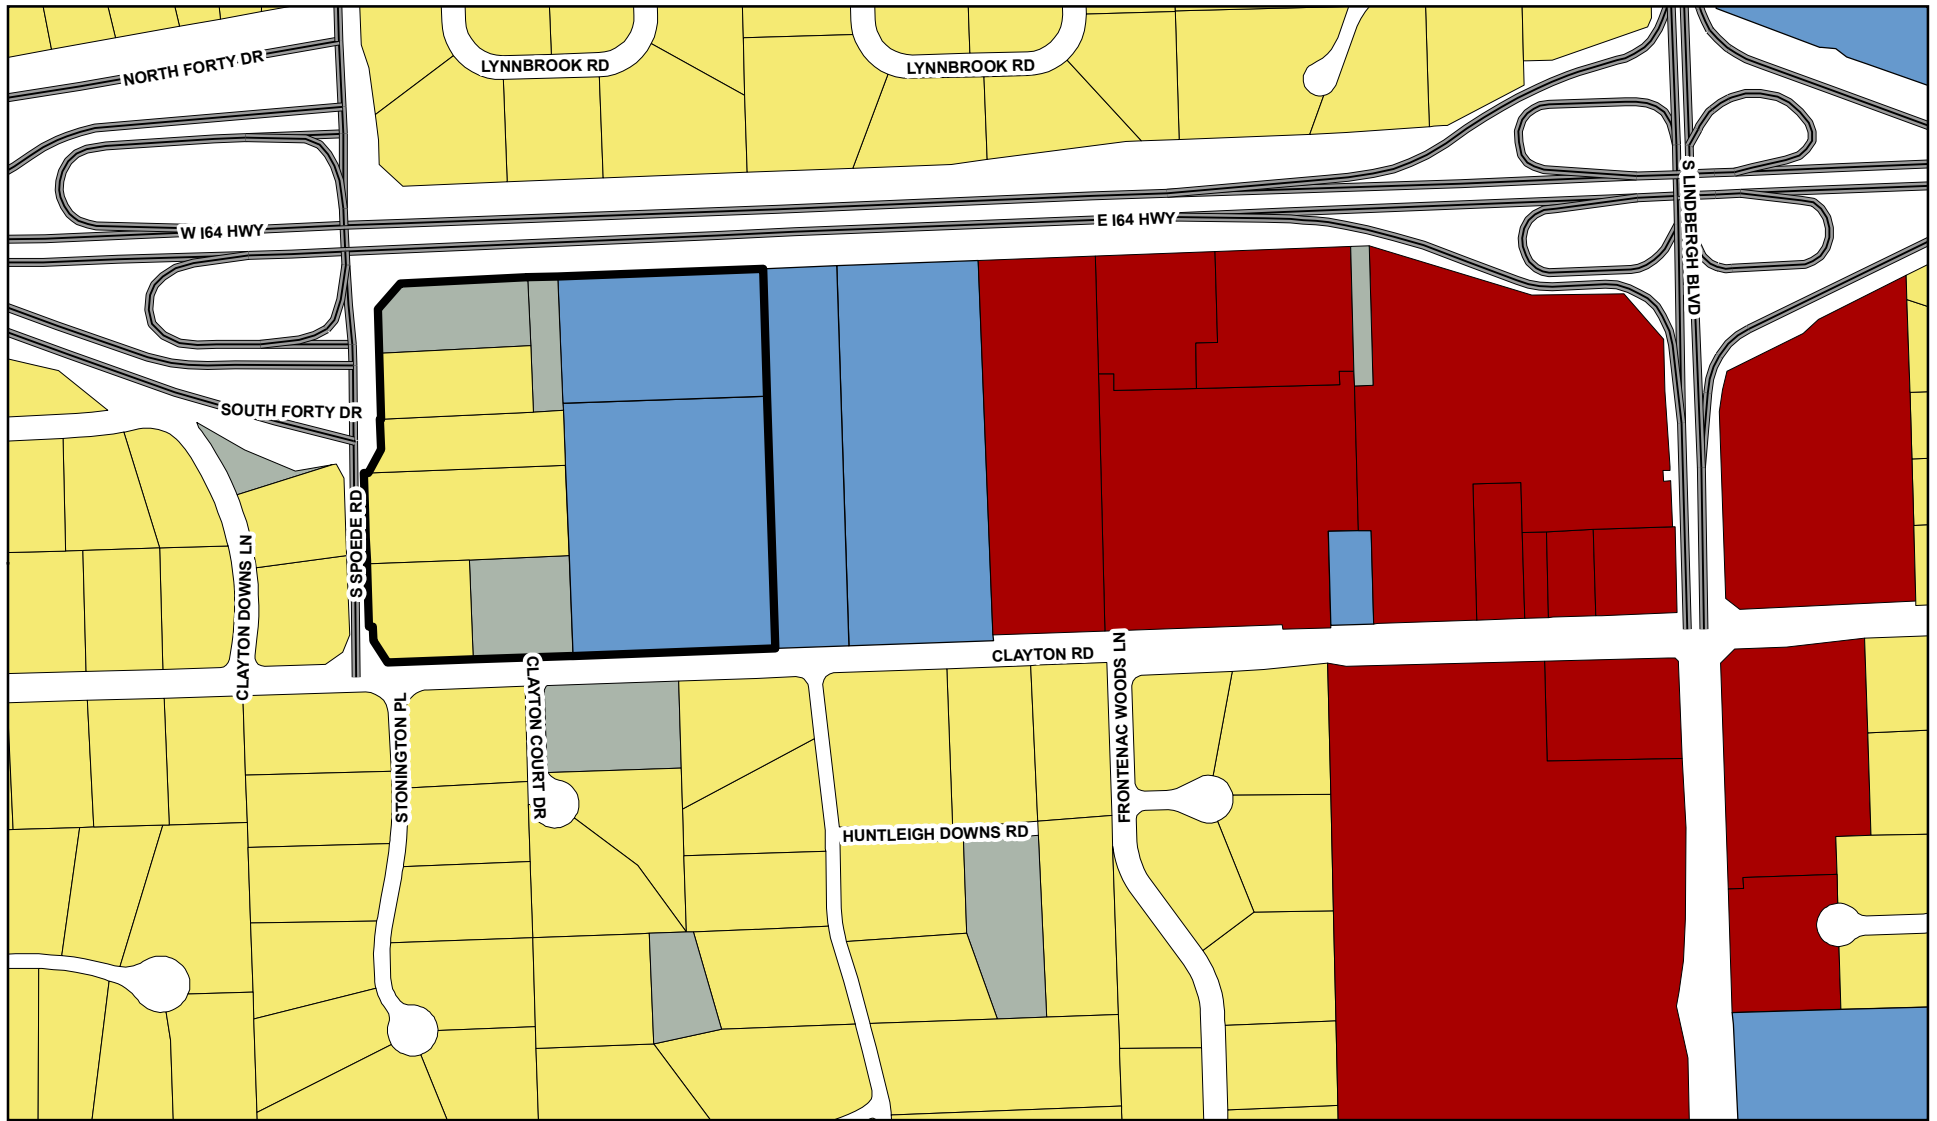 LYNNBROOK RD
LYNNBROOK RD
NORTH FORTY DR
W I64 HWY
E I64 HWY
S LINDBERGH BLVD
SOUTH FORTY DR
S SPOEDE RD
CLAYTON DOWNS LN
CLAYTON RD
STONINGTON PL
CLAYTON COURT DR
FRONTENAC WOODS LN
HUNTLEIGH DOWNS RD